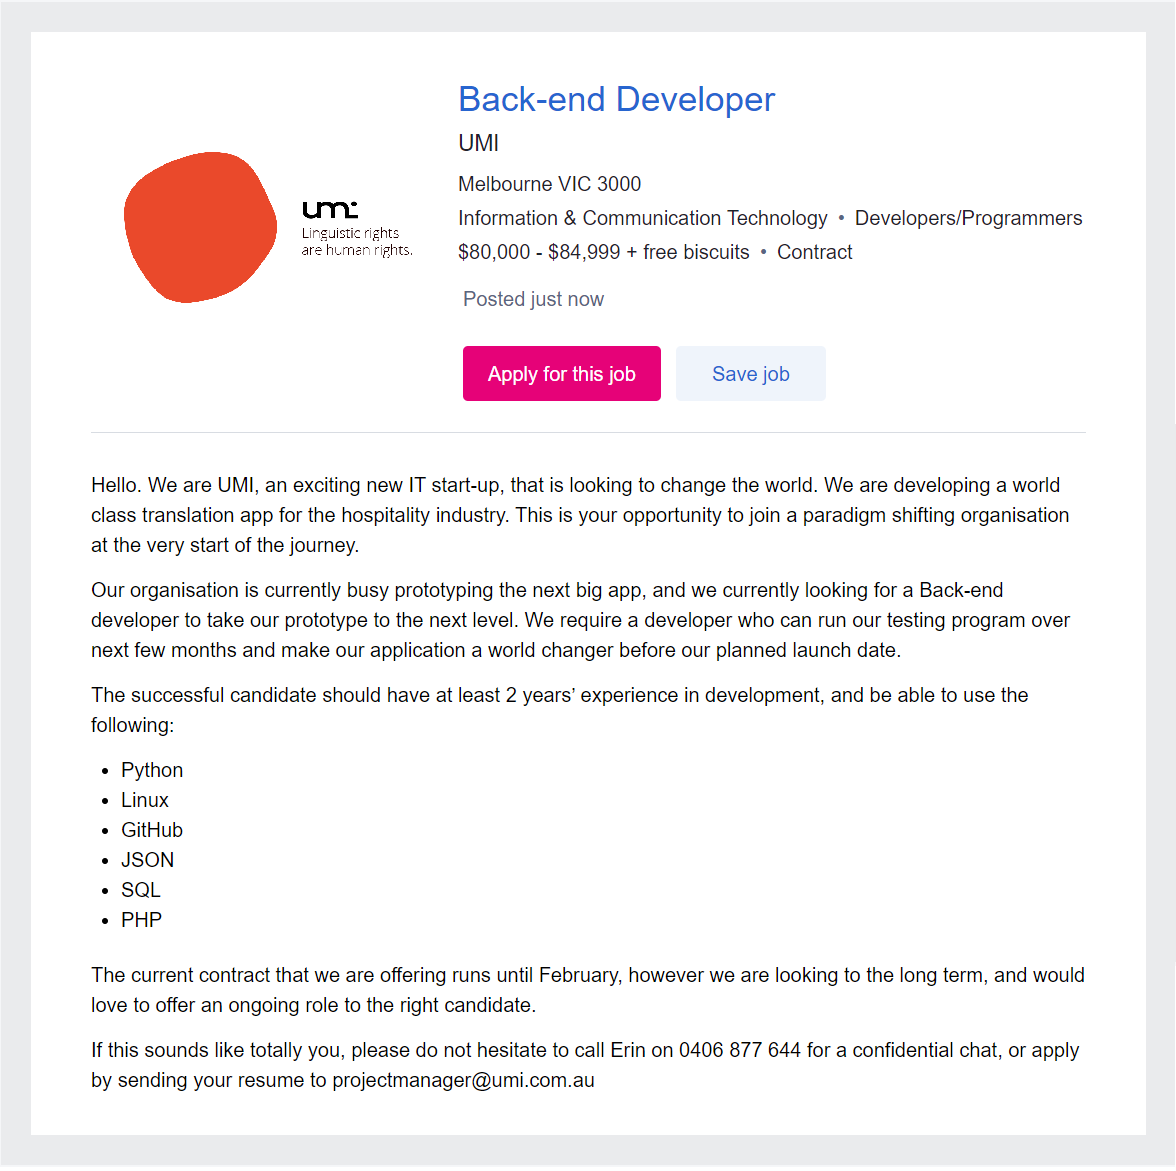 Back-end Developer
UMI
Melbourne VIC 3000
Information & Communication Technology • Developers/Programmers
$80,000 - $84,999 + free biscuits • Contract
Posted just now
umi
Linguistic rights
are human rights.
Apply for this job
Save job
Hello. We are UMI, an exciting new IT start-up, that is looking to change the world. We are developing a world
class translation app for the hospitality industry. This is your opportunity to join a paradigm shifting organisation
at the very start of the journey.
Our organisation is currently busy prototyping the next big app, and we currently looking for a Back-end
developer to take our prototype to the next level. We require a developer who can run our testing program over
next few months and make our application a world changer before our planned launch date.
The successful candidate should have at least 2 years’ experience in development, and be able to use the
following:
• Python
• Linux
• GitHub
• JSON
• SQL
• PHP
The current contract that we are offering runs until February, however we are looking to the long term, and would
love to offer an ongoing role to the right candidate.
If this sounds like totally you, please do not hesitate to call Erin on 0406 877 644 for a confidential chat, or apply
by sending your resume to projectmanager@umi.com.au